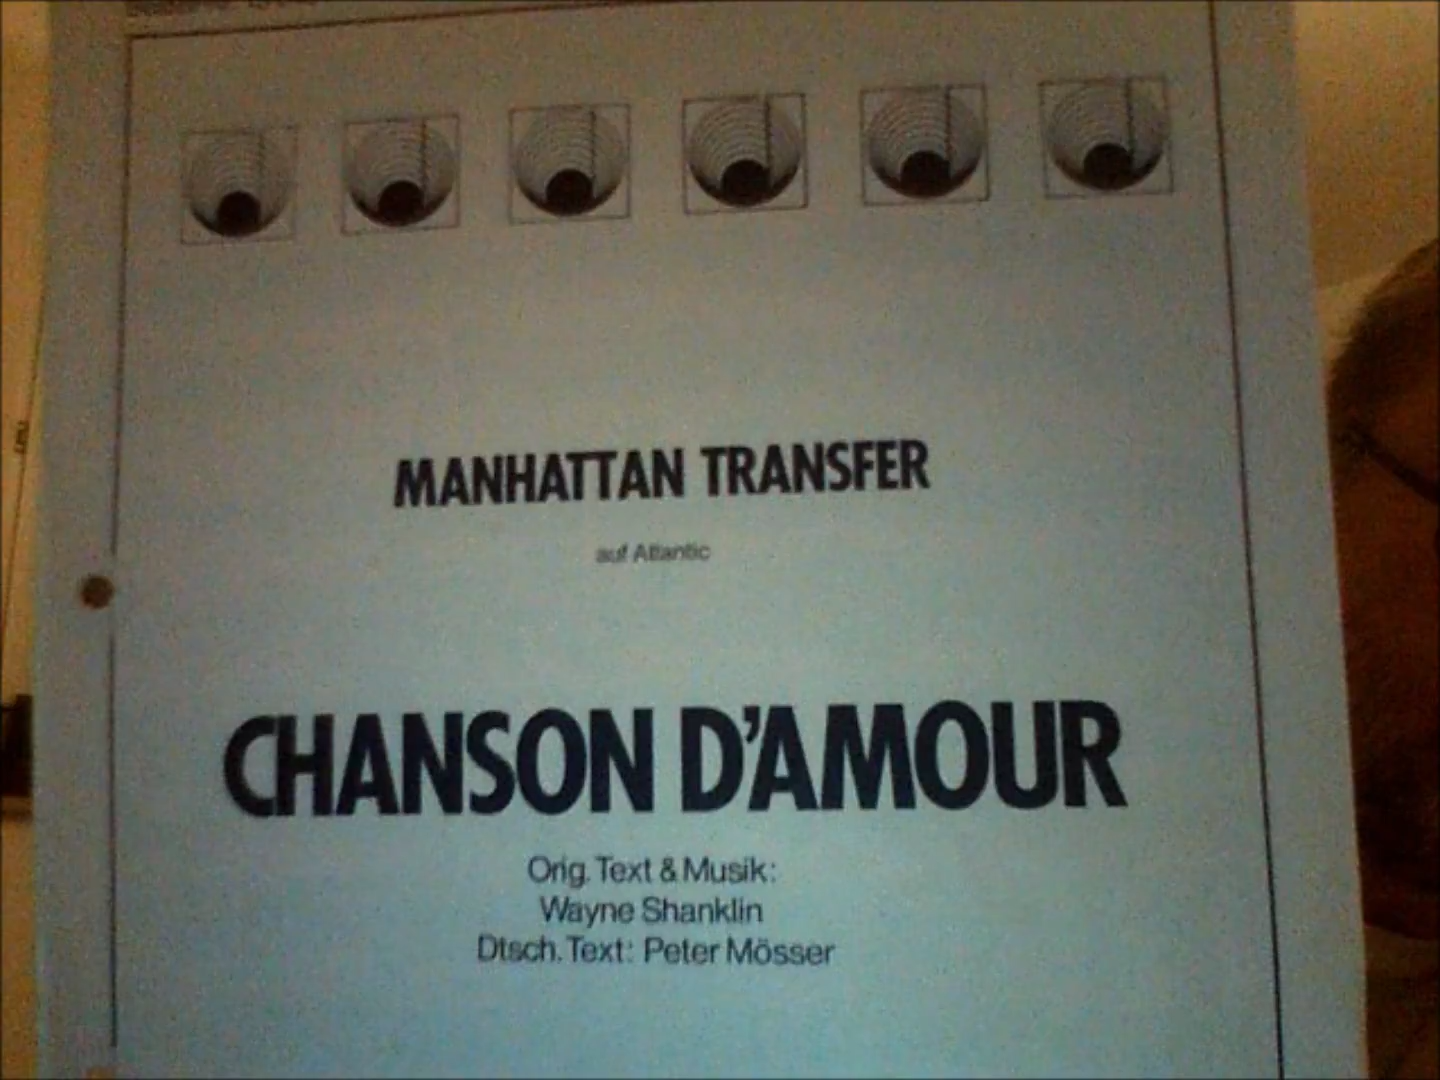 MANHATTAN TRANSFER
auf Atlantic
CHANSON D'AMOUR
Orig. Text & Musik:
Wayne Shanklin
Dtsch. Text: Peter Mösser